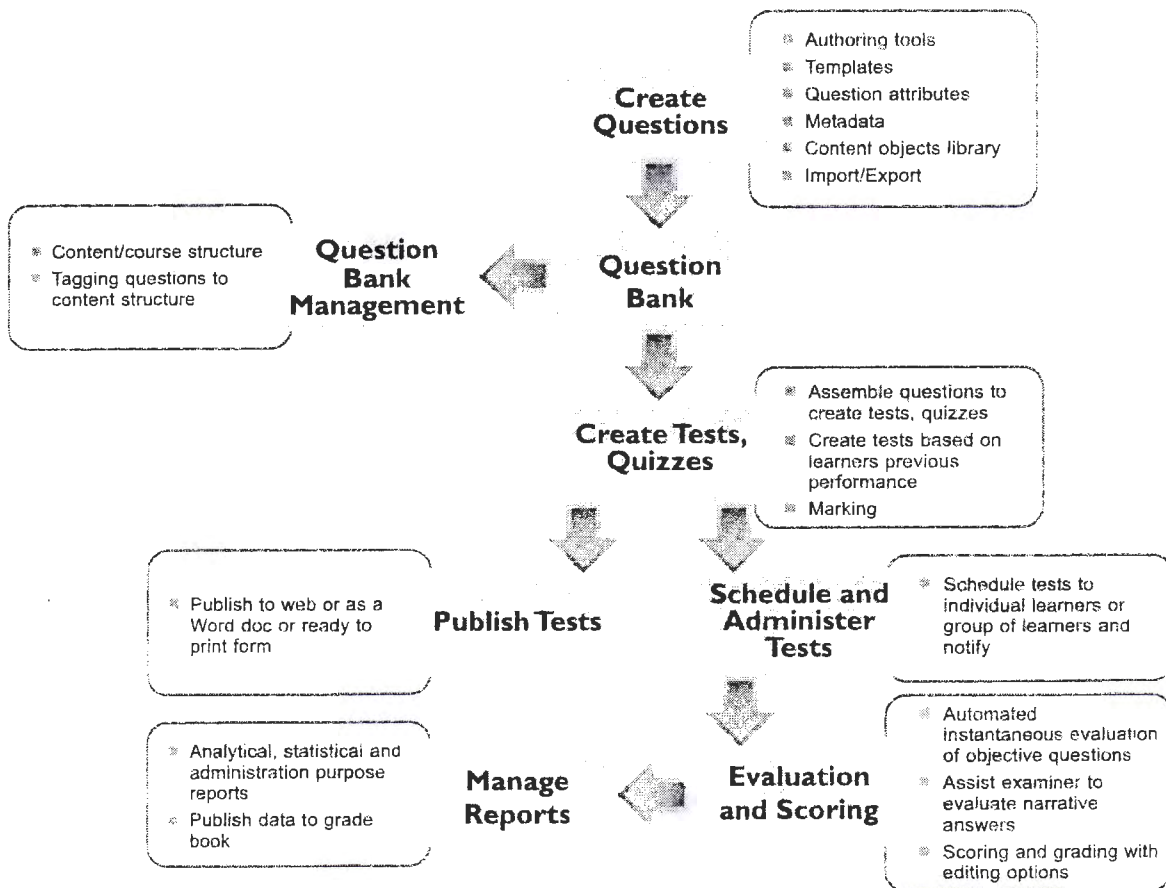 Create
Questions
Authoring tools
Templates
Question attributes
Metadata
Content objects library
Import/Export
Content/course structure
Tagging questions to
content structure
Question
Bank
Management
Question
Bank
Create Tests,
Quizzes
Assemble questions to
create tests, quizzes
Create tests based on
learners previous
performance
Marking
Publish to web or as a
Word doc or ready to
print form
Publish Tests
Schedule and
Administer
Tests
Schedule tests to
individual learners or
group of learners and
notify
Analytical, statistical and
administration purpose
reports
Publish data to grade
book
Manage
Reports
Evaluation
and Scoring
Automated
instantaneous evaluation
of objective questions
Assist examiner to
evaluate narrative
answers
Scoring and grading with
editing options